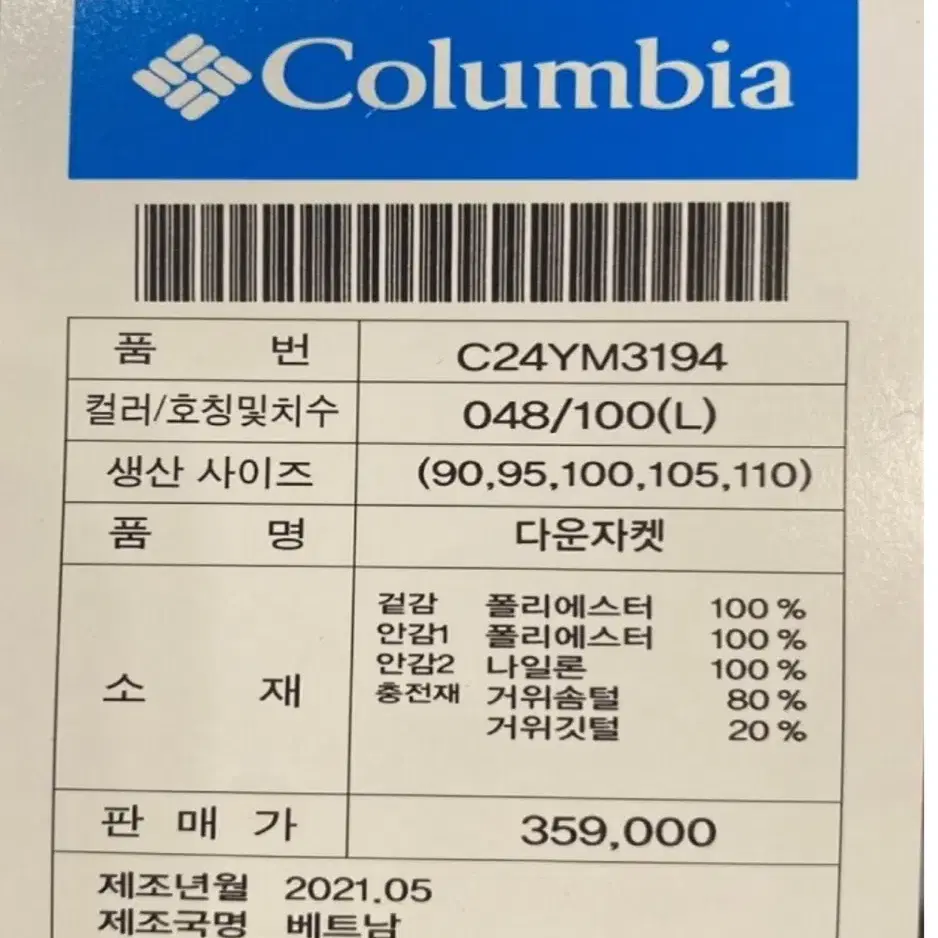 Columbia
품 번 C24YM3194
컬러/호칭및치수 048/100(L)
생산 사이즈 (90,95,100,105,110)
품 명 다운자켓
소 재
겉감 폴리에스터 100 %
안감1 폴리에스터 100 %
안감2 나일론 100 %
충전재 거위솜털 80 %
거위깃털 20 %
판 매 가 359,000
제조년월 2021.05
제조국명 베트남